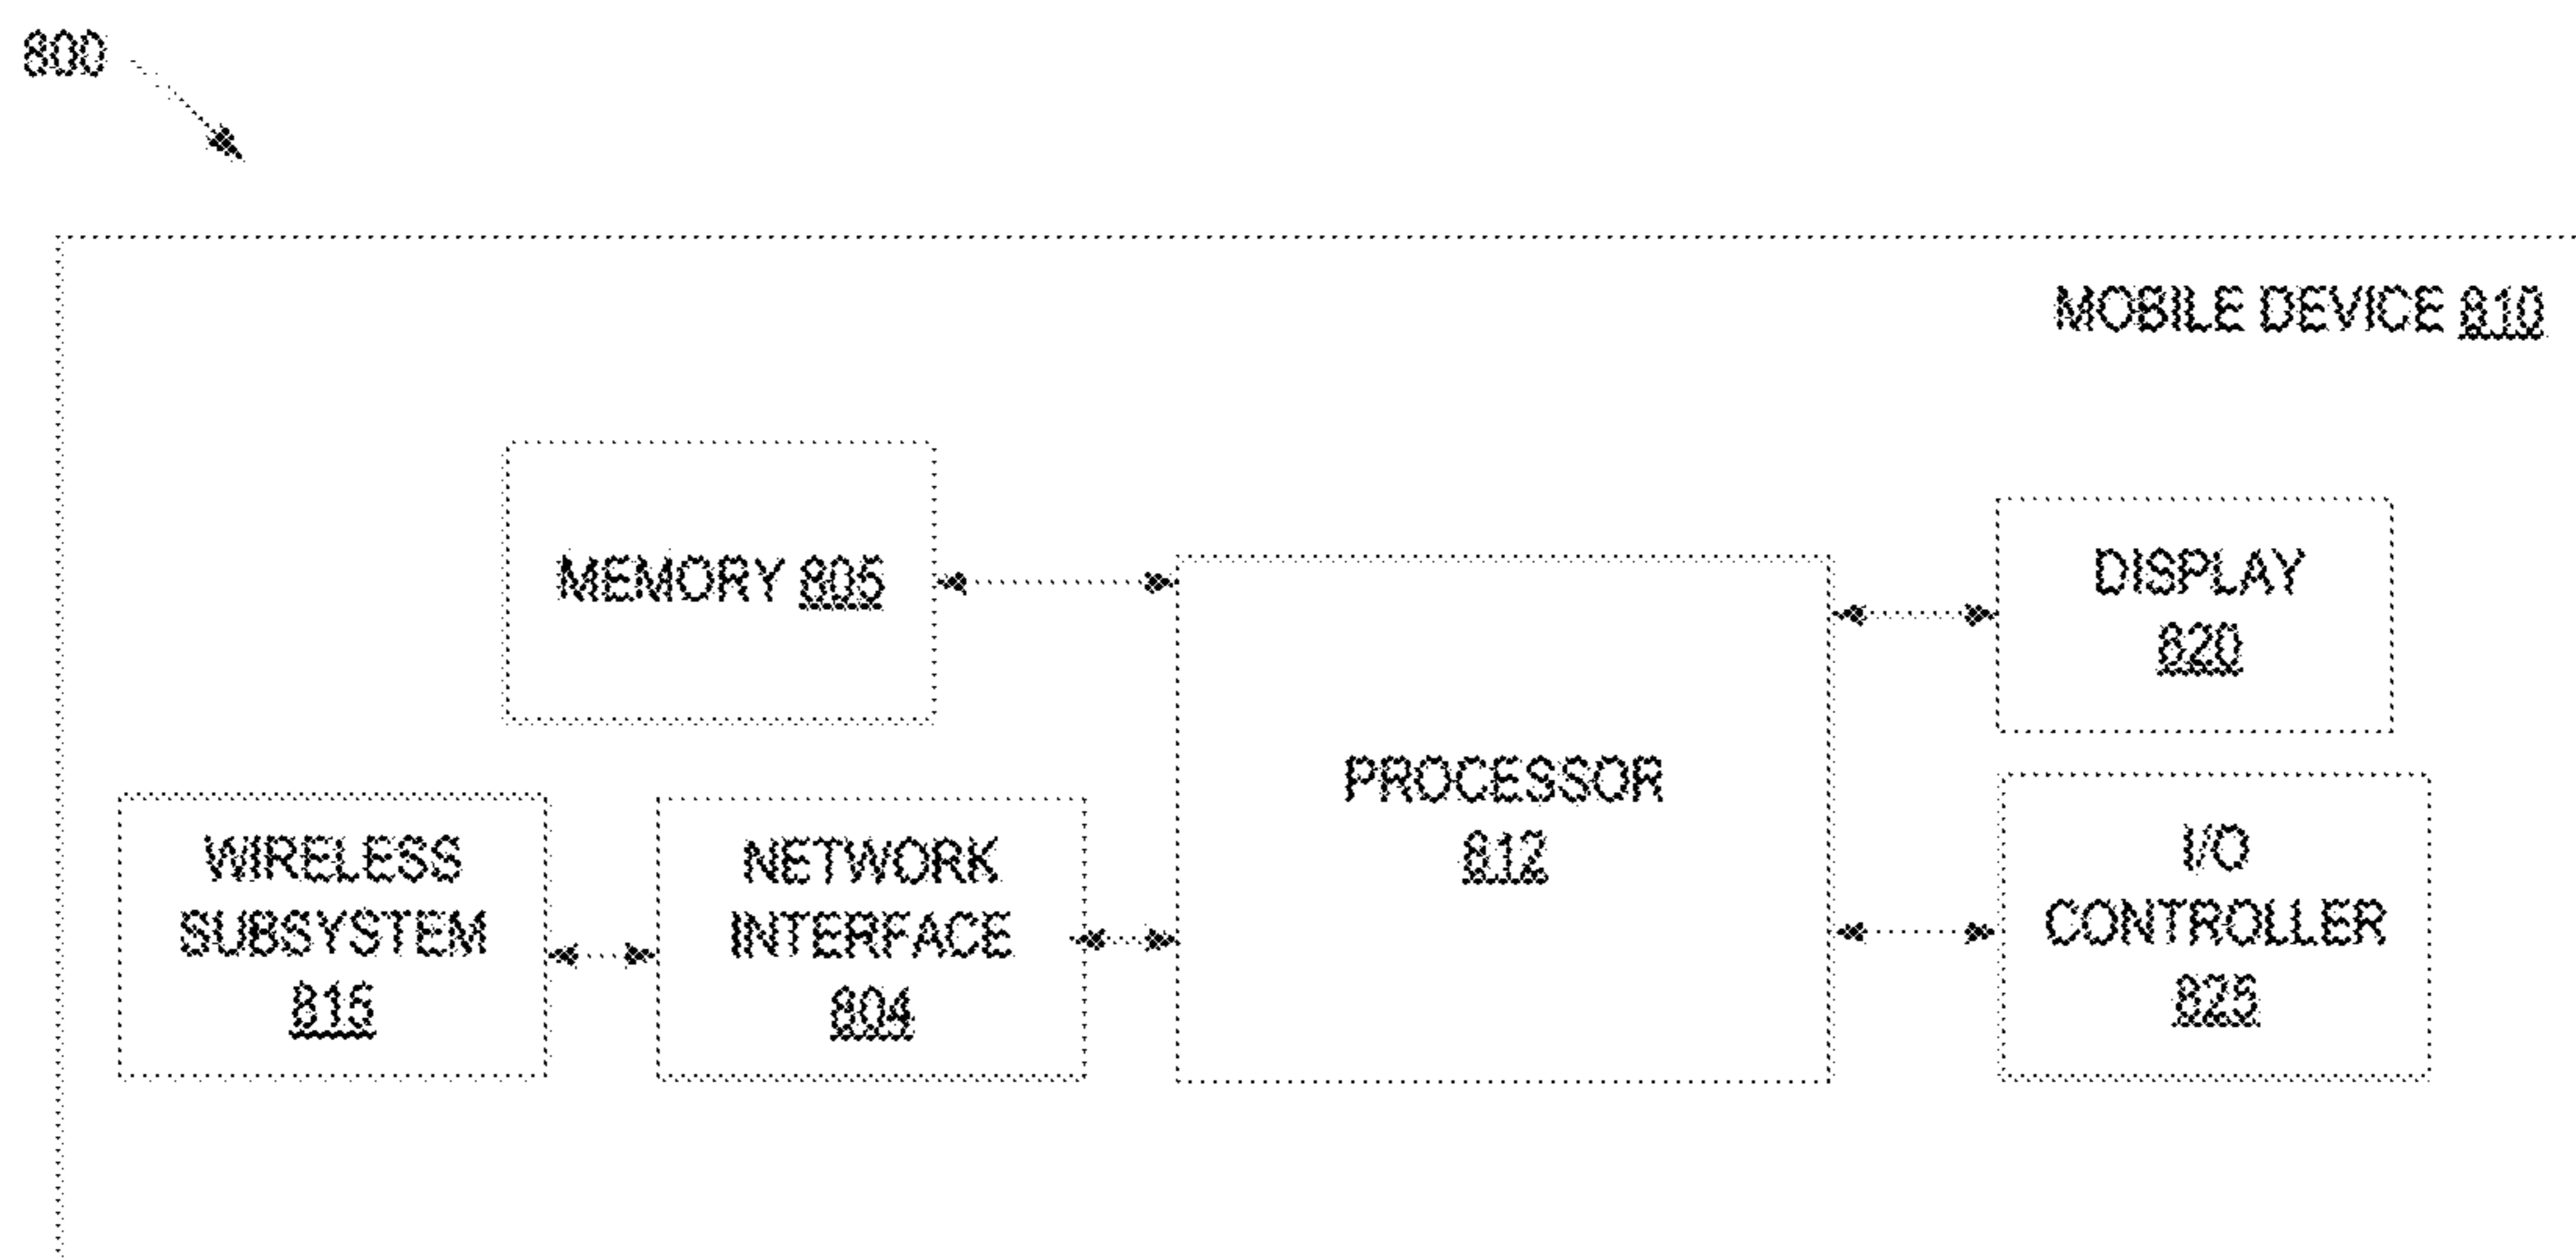 800
MOBILE DEVICE 810
MEMORY 805
DISPLAY
820
PROCESSOR
812
WIRELESS
SUBSYSTEM
815
NETWORK
INTERFACE
804
I/O
CONTROLLER
825